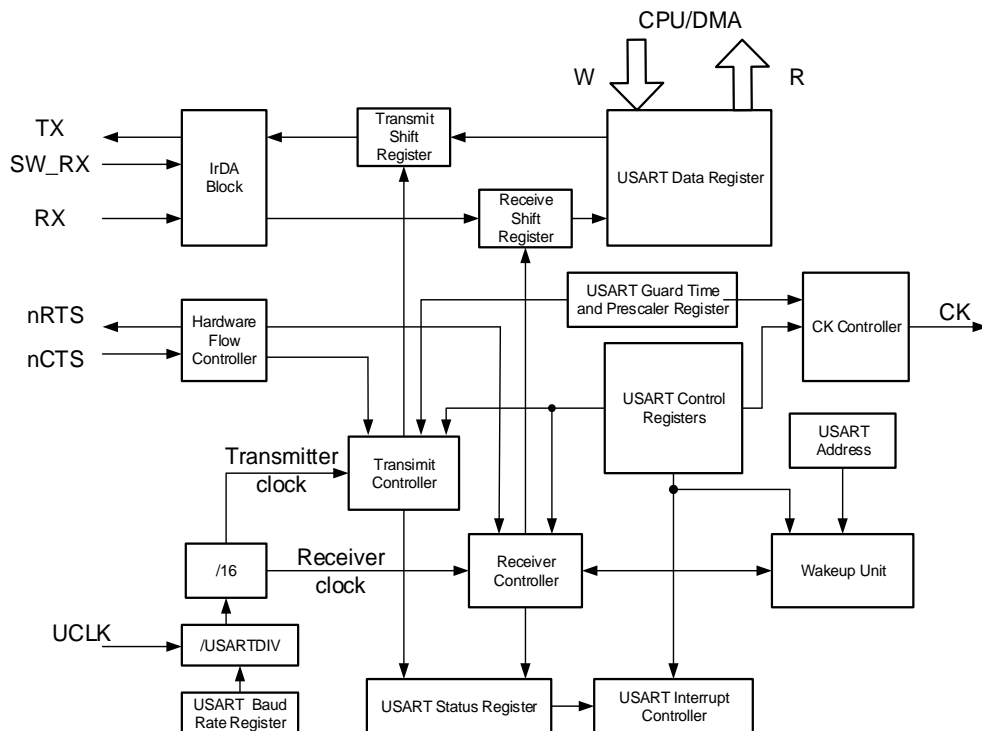 CPU/DMA
W
R
TX
SW_RX
RX
IrDA
Block
Transmit
Shift
Register
Receive
Shift
Register
USART Data Register
nRTS
nCTS
Hardware
Flow
Controller
USART Guard Time
and Prescaler Register
CK Controller
CK
USART Control
Registers
USART
Address
Transmitter
clock
Transimit
Controller
/16
Receiver
clock
Receiver
Controller
Wakeup Unit
UCLK
/USARTDIV
USART Baud
Rate Register
USART Status Register
USART Interrupt
Controller